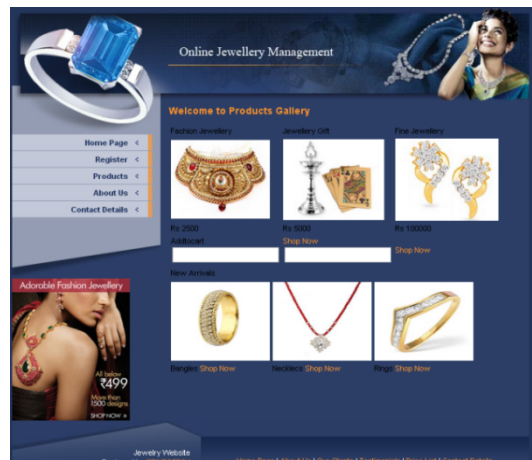 Online Jewellery Management
Welcome to Products Gallery
Home Page <
Register <
Products <
About Us <
Contact Details <
Fashion Jewellery
Jewellery Gift
Fine Jewellery
Rs 2500
Rs 5000
Rs 100000
Addtocart
Shop Now
Shop Now
New Arrivals
Bangles Shop Now
Neckleco Shop Now
Rings Shop Now
Adorable Fashion Jewellery
All below
₹499
More than
1500 designs
SHOP NOW »
Jewelry Website